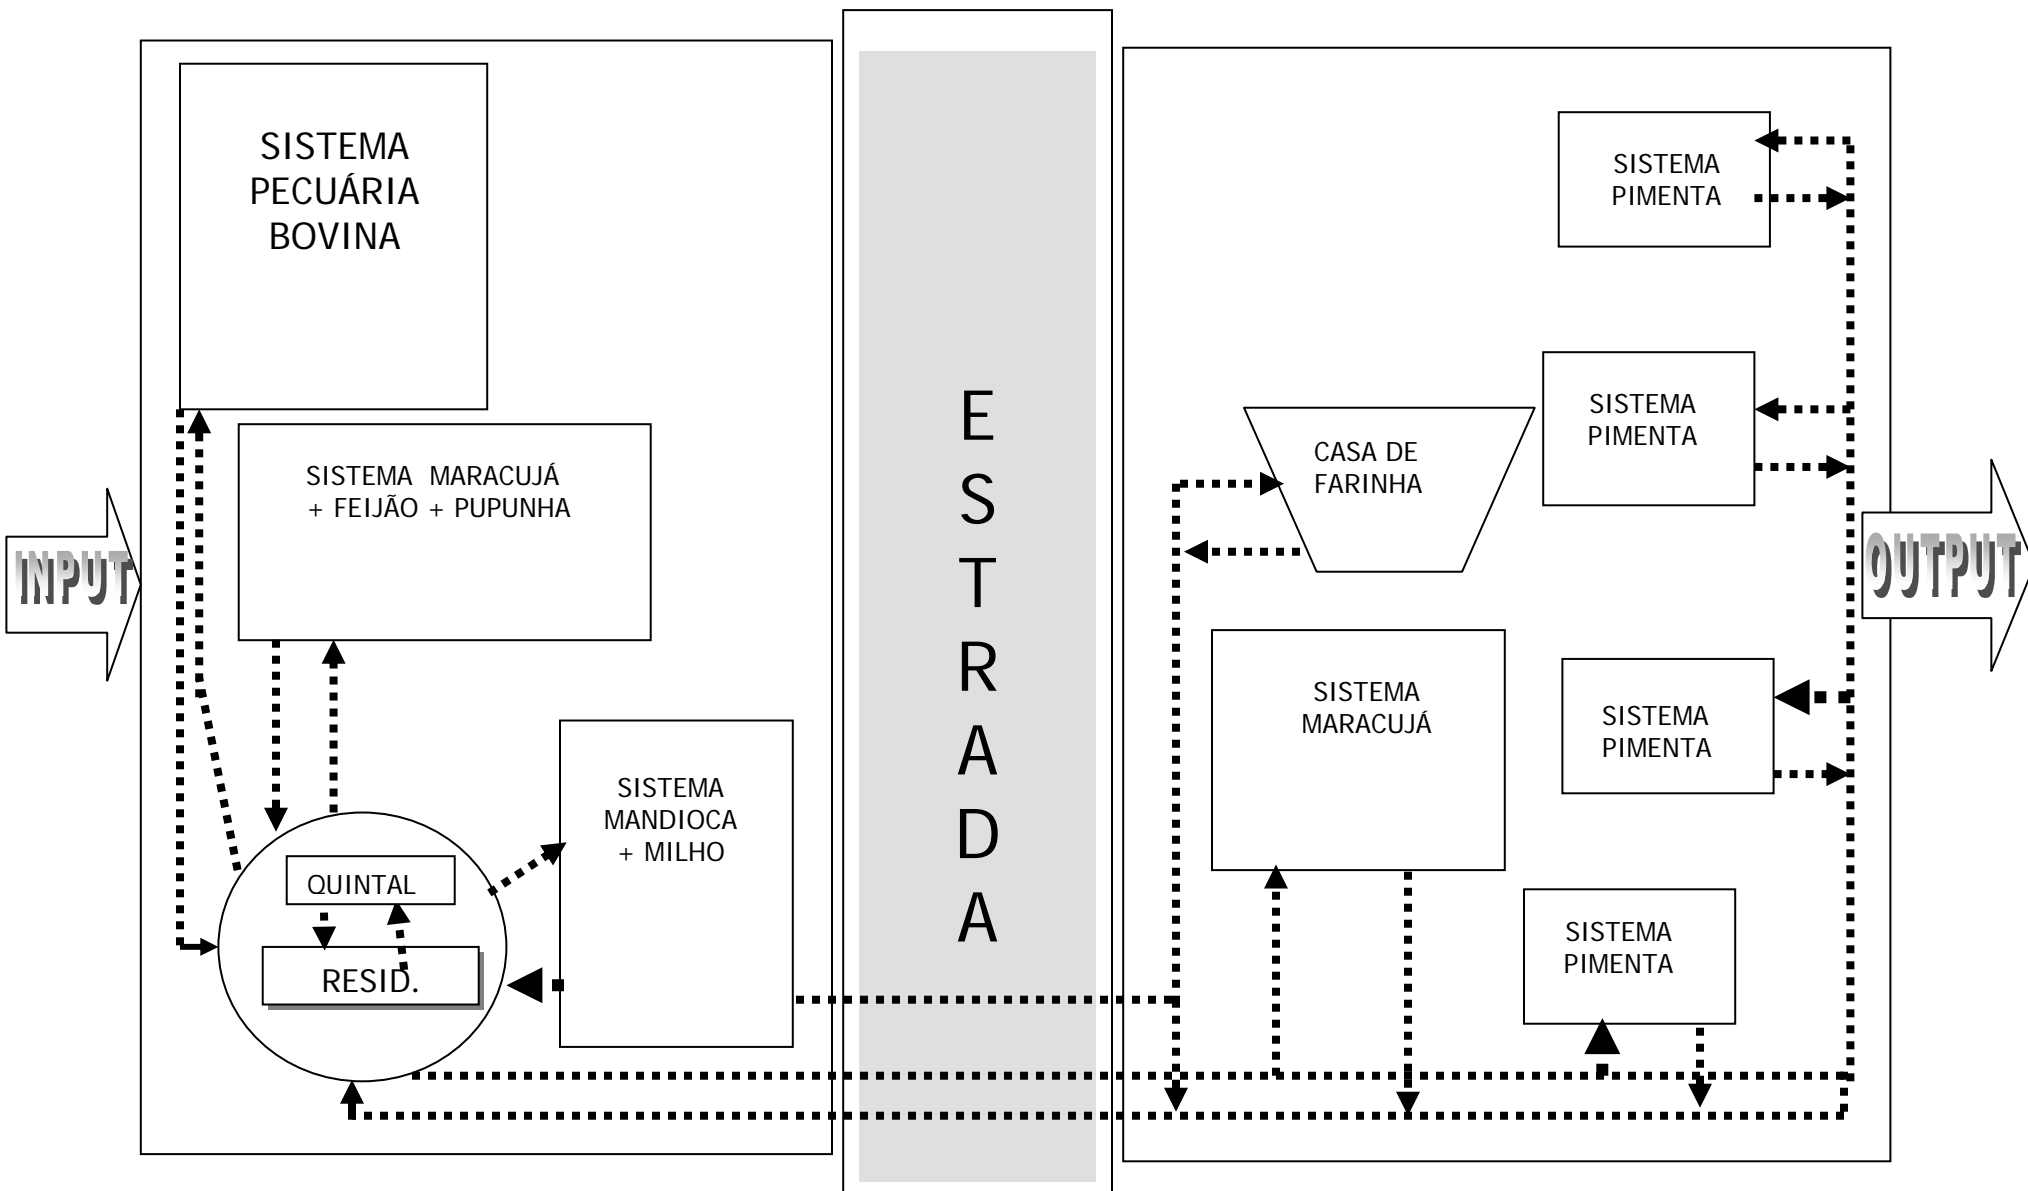 SISTEMA
PECUÁRIA
BOVINA
SISTEMA MARACUJÁ
+ FEIJÃO + PUPUNHA
INPUT
SISTEMA
MANDIOCA
+ MILHO
QUINTAL
RESID.
E
S
T
R
A
D
A
SISTEMA
PIMENTA
SISTEMA
PIMENTA
CASA DE
FARINHA
OUTPUT
SISTEMA
MARACUJÁ
SISTEMA
PIMENTA
SISTEMA
PIMENTA